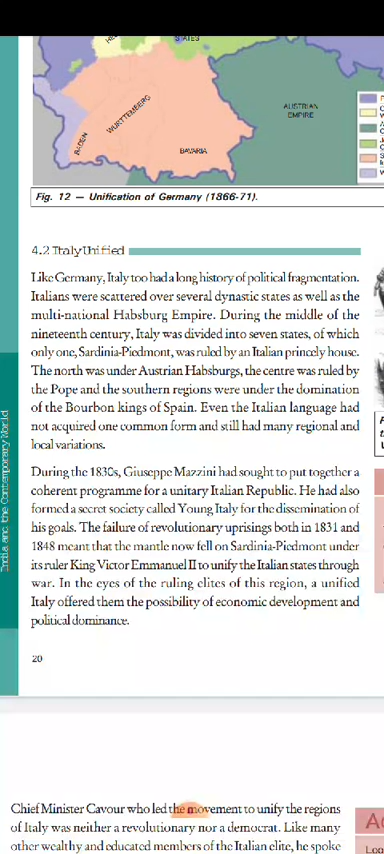 STATES
WURTTEMBERG
BADEN
BAVARIA
AUSTRIAN
EMPIRE
Fig. 12 — Unification of Germany (1866-71).
4.2 Italy Unified
Like Germany, Italy too had a long history of political fragmentation.
Italians were scattered over several dynastic states as well as the
multi-national Habsburg Empire. During the middle of the
nineteenth century, Italy was divided into seven states, of which
only one, Sardinia-Piedmont, was ruled by an Italian princely house.
The north was under Austrian Habsburgs, the centre was ruled by
the Pope and the southern regions were under the domination
of the Bourbon kings of Spain. Even the Italian language had
not acquired one common form and still had many regional and
local variations.
During the 1830s, Giuseppe Mazzini had sought to put together a
coherent programme for a unitary Italian Republic. He had also
formed a secret society called Young Italy for the dissemination of
his goals. The failure of revolutionary uprisings both in 1831 and
1848 meant that the mantle now fell on Sardinia-Piedmont under
its ruler King Victor Emmanuel II to unify the Italian states through
war. In the eyes of the ruling elites of this region, a unified
Italy offered them the possibility of economic development and
political dominance.
India and the Contemporary World
20
Chief Minister Cavour who led the movement to unify the regions
of Italy was neither a revolutionary nor a democrat. Like many
other wealthy and educated members of the Italian elite, he spoke